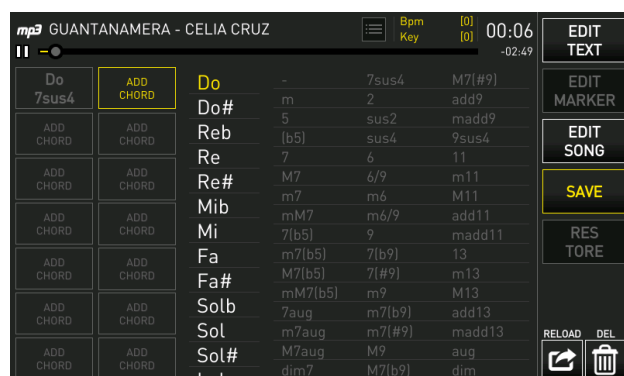 mp3 GUANTANAMERA - CELIA CRUZ
Bpm [0]
Key [0]
00:06
-02:49
EDIT
TEXT
EDIT
MARKER
EDIT
SONG
SAVE
RES
TORE
RELOAD DEL
Do
7sus4
ADD
CHORD
ADD
CHORD
ADD
CHORD
ADD
CHORD
ADD
CHORD
ADD
CHORD
ADD
CHORD
ADD
CHORD
ADD
CHORD
ADD
CHORD
ADD
CHORD
ADD
CHORD
ADD
CHORD
Do
Do#
Reb
Re
Re#
Mib
Mi
Fa
Fa#
Solb
Sol
Sol#
- 7sus4 M7(#9)
m 2 add9
5 sus2 madd9
(b5) sus4 9sus4
7 6 11
M7 6/9 m11
m7 m6 M11
mM7 m6/9 add11
7(b5) 9 madd11
m7(b5) 7(b9) 13
M7(b5) 7(#9) m13
mM7(b5) m9 M13
7aug m7(b9) add13
m7aug m7(#9) madd13
M7aug M9 aug
dim7 M7(b9) dim